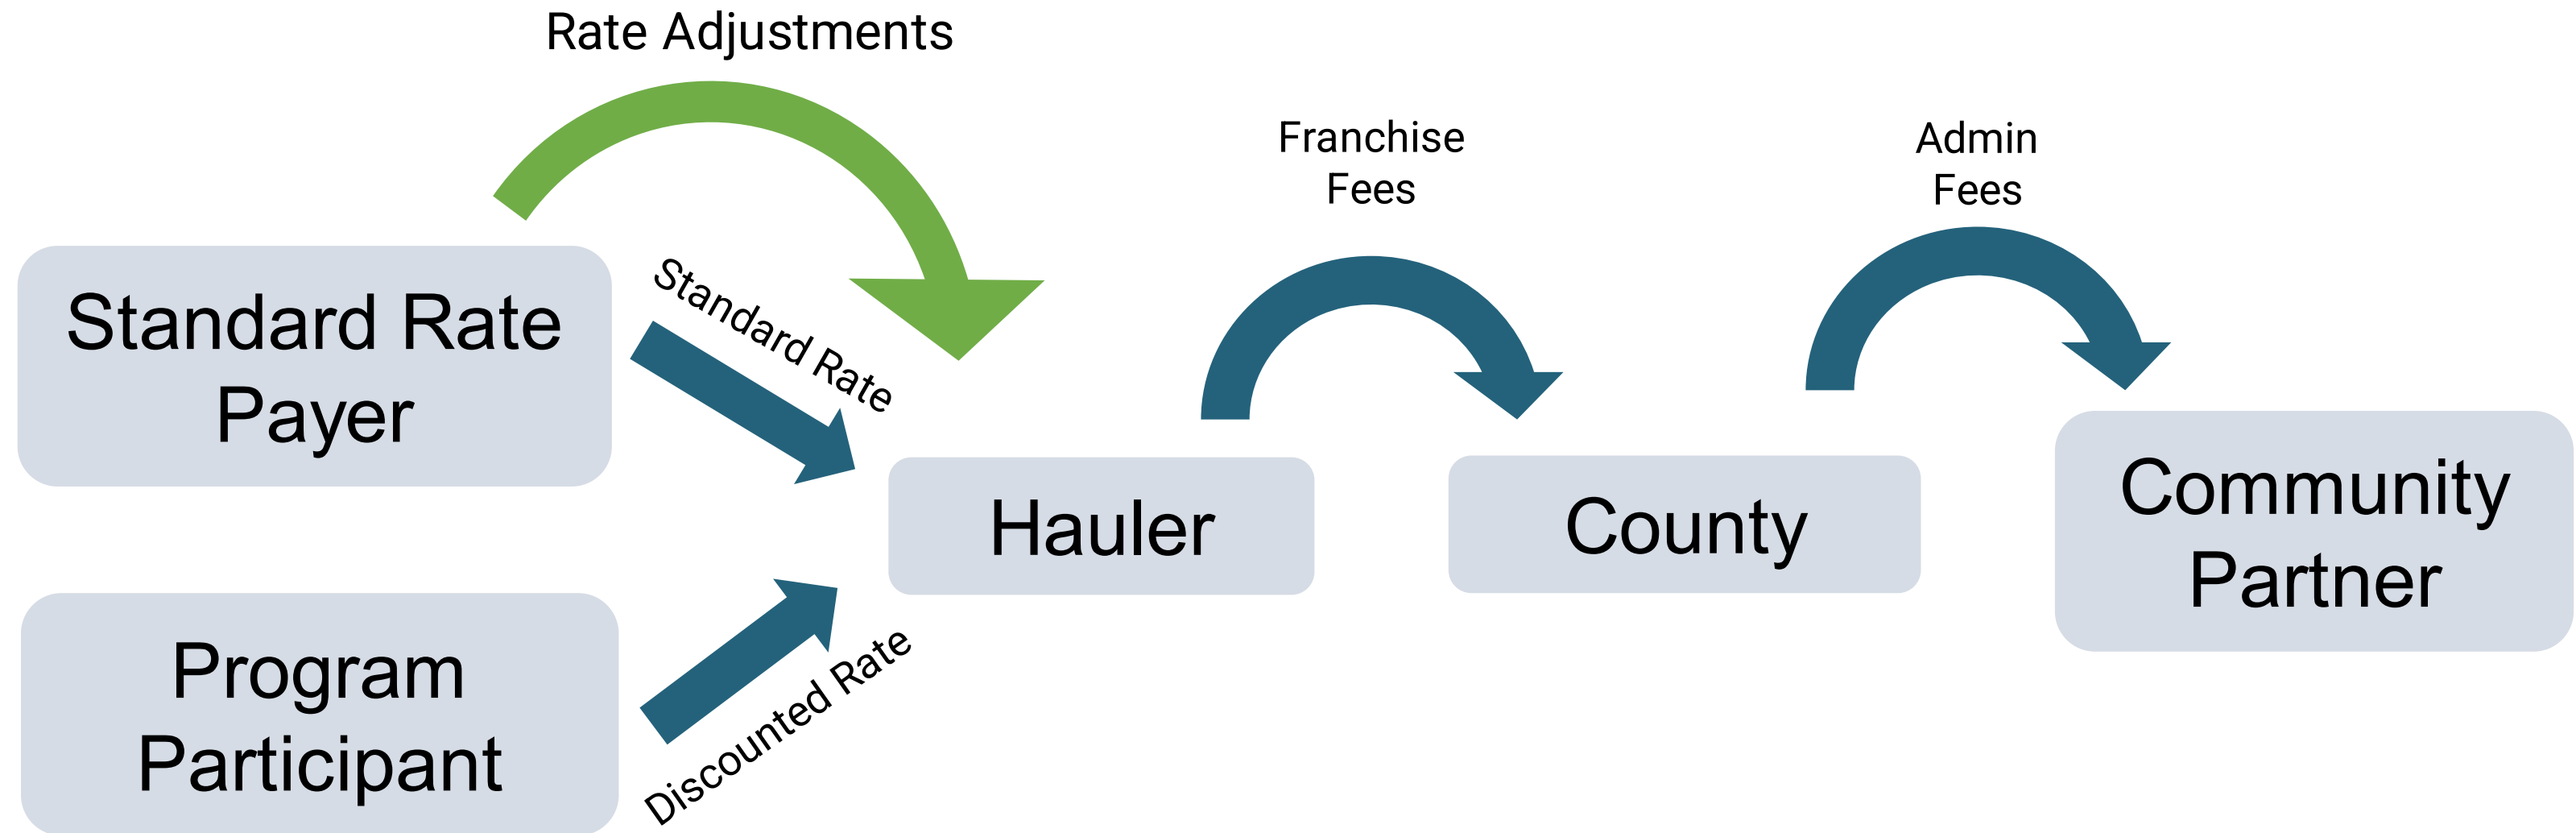 Rate Adjustments
Franchise
Fees
Admin
Fees
Standard Rate
Payer
Standard Rate
Hauler
County
Community
Partner
Program
Participant
Discounted Rate